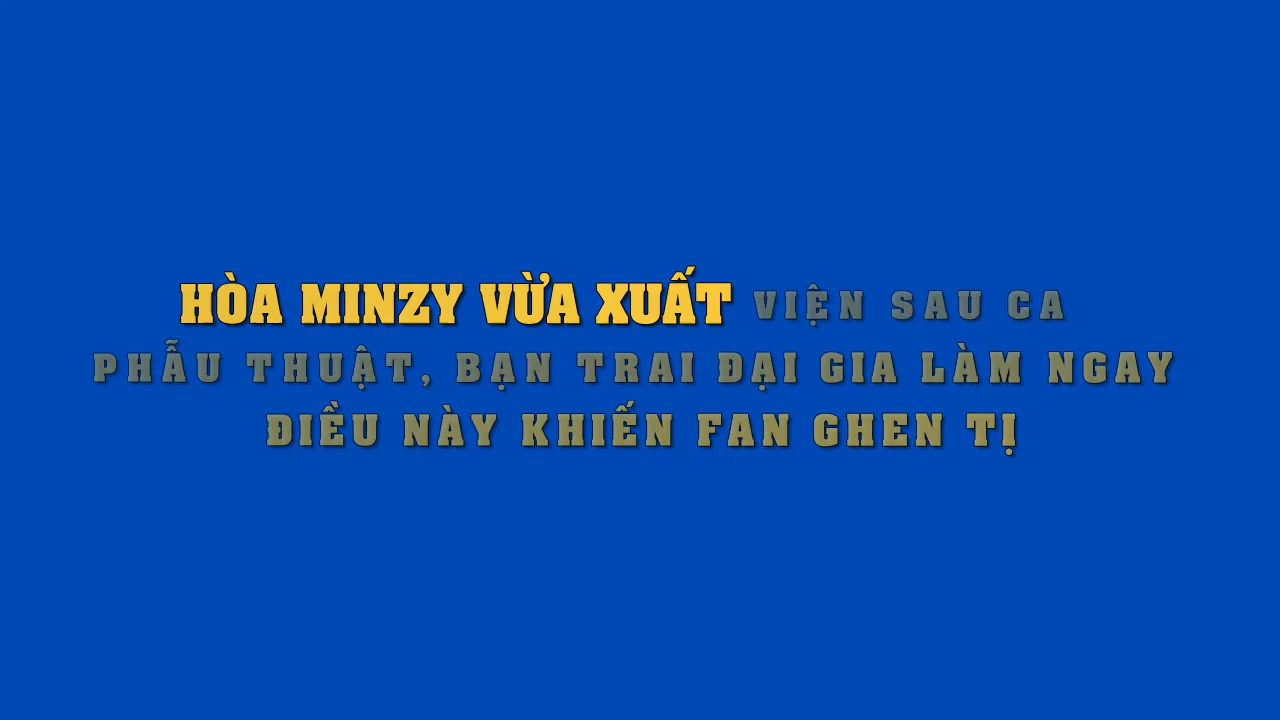 HÒA MINZY VỪA XUẤT VIỆN SAU CA
PHẪU THUẬT, BẠN TRAI ĐẠI GIA LÀM NGAY
ĐIỀU NÀY KHIẾN FAN GHEN TỊ